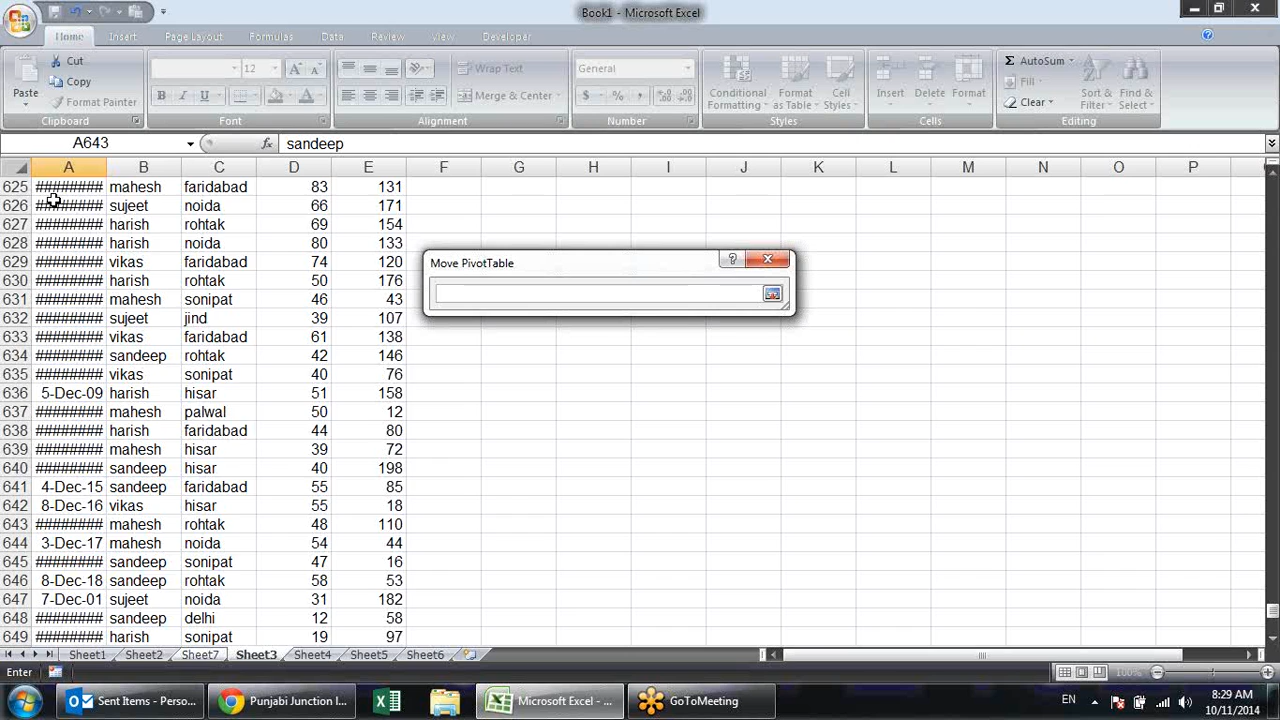 Book1 - Microsoft Excel
Home Insert Page Layout Formulas Data Review View Developer
Paste Cut Copy Format Painter Clipboard
12 A A B I U A Font
Wrap Text Merge & Center Alignment
General $ % , Number
Conditional Formatting Format as Table Cell Styles Styles
Insert Delete Format Cells
Σ AutoSum Fill Clear Sort & Filter Find & Select Editing
A643 fx sandeep
A B C D E F G H I J K L M N O P
625 ######### mahesh faridabad 83 131
626 ######### sujeet noida 66 171
627 ######### harish rohtak 69 154
628 ######### harish noida 80 133
629 ######### vikas faridabad 74 120
630 ######### harish rohtak 50 176
631 ######### mahesh sonipat 46 43
632 ######### sujeet jind 39 107
633 ######### vikas faridabad 61 138
634 ######### sandeep rohtak 42 146
635 ######### vikas sonipat 40 76
636 5-Dec-09 harish hisar 51 158
637 ######### mahesh palwal 50 12
638 ######### harish faridabad 44 80
639 ######### mahesh hisar 39 72
640 ######### sandeep hisar 40 198
641 4-Dec-15 sandeep faridabad 55 85
642 8-Dec-16 vikas hisar 55 18
643 ######### mahesh rohtak 48 110
644 3-Dec-17 mahesh noida 54 44
645 ######### sandeep sonipat 47 16
646 8-Dec-18 sandeep rohtak 58 53
647 7-Dec-01 sujeet noida 31 182
648 ######### sandeep delhi 12 58
649 ######### harish sonipat 19 97
Move PivotTable ?
Sheet1 Sheet2 Sheet7 Sheet3 Sheet4 Sheet5 Sheet6
Enter 100%
Sent Items - Perso... Punjabi Junction I... Microsoft Excel - ... GoToMeeting EN 8:29 AM
10/11/2014